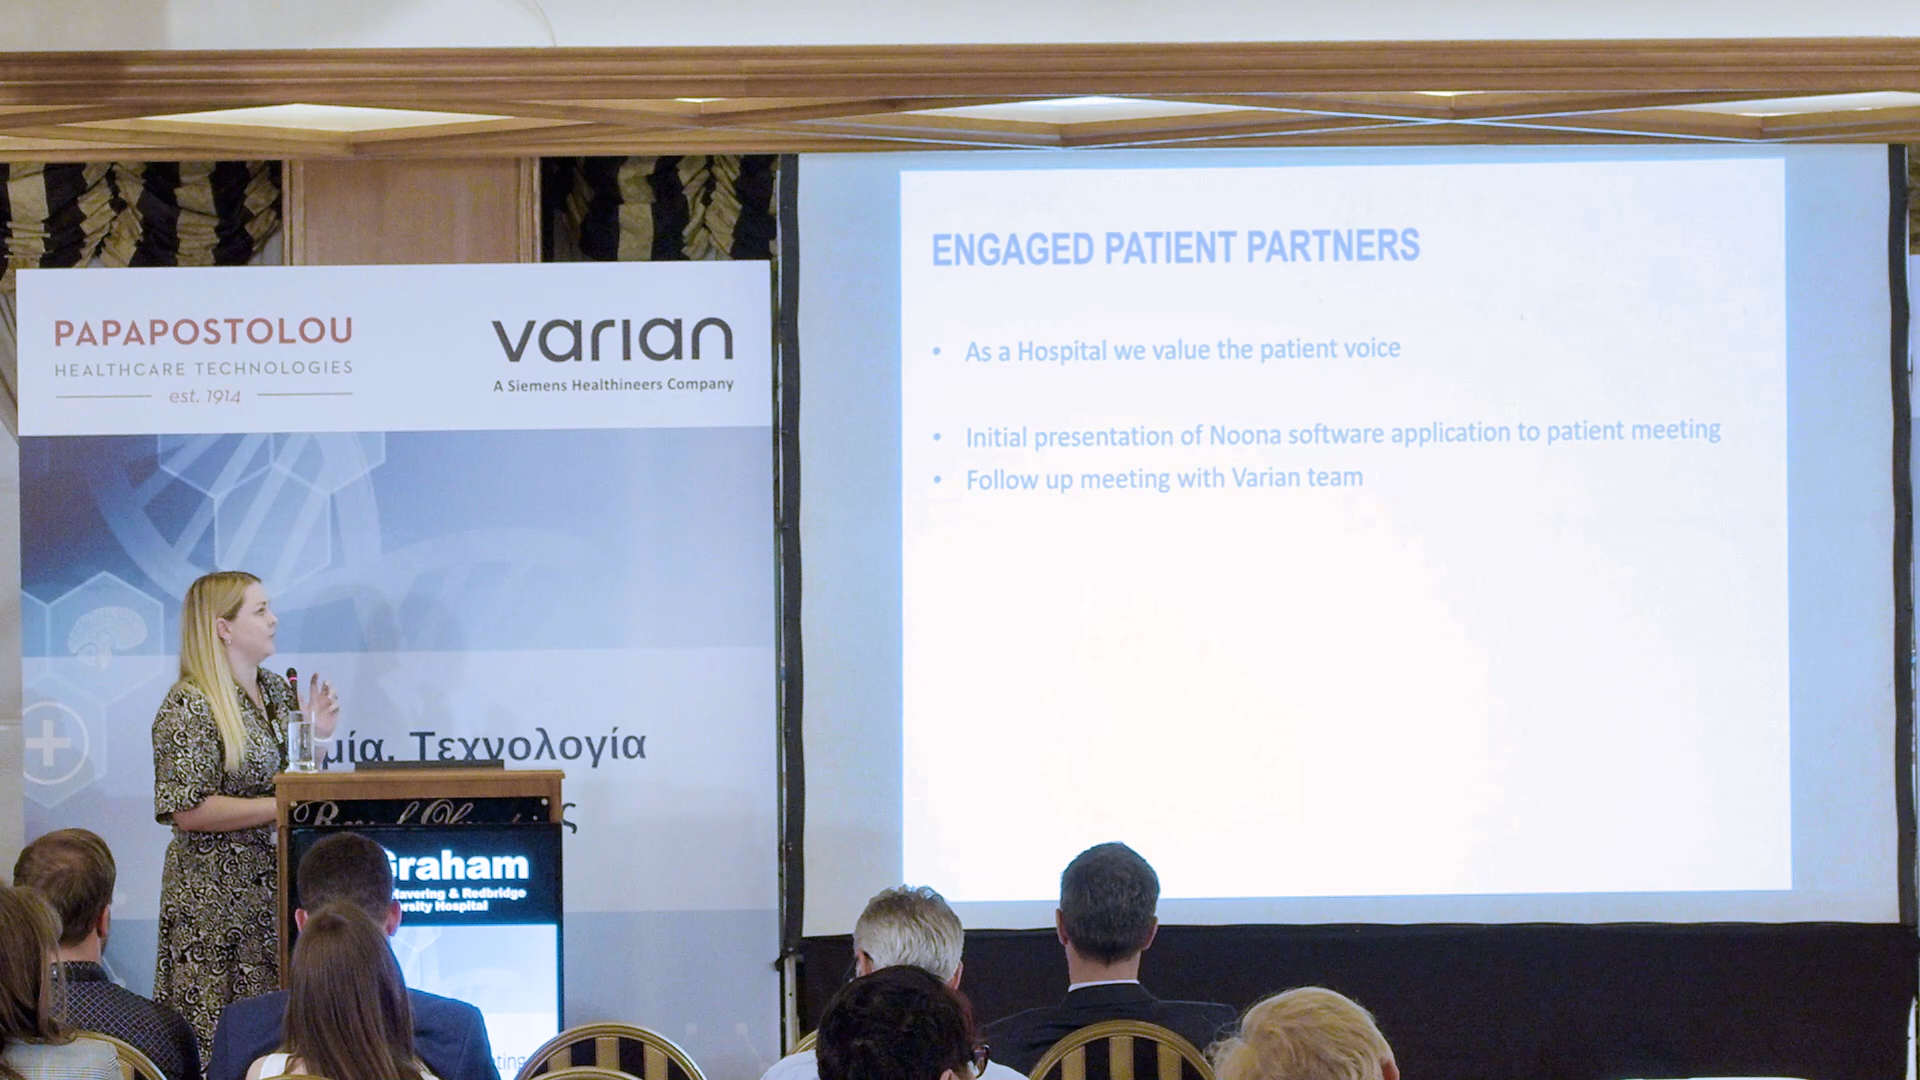 PAPAPOSTOLOU
HEALTHCARE TECHNOLOGIES
est. 1914
varian
A Siemens Healthineers Company
ENGAGED PATIENT PARTNERS
• As a Hospital we value the patient voice
• Initial presentation of Noona software application to patient meeting
• Follow up meeting with Varian team
Τεχνολογία
Graham
Havering & Redbridge
Hospital